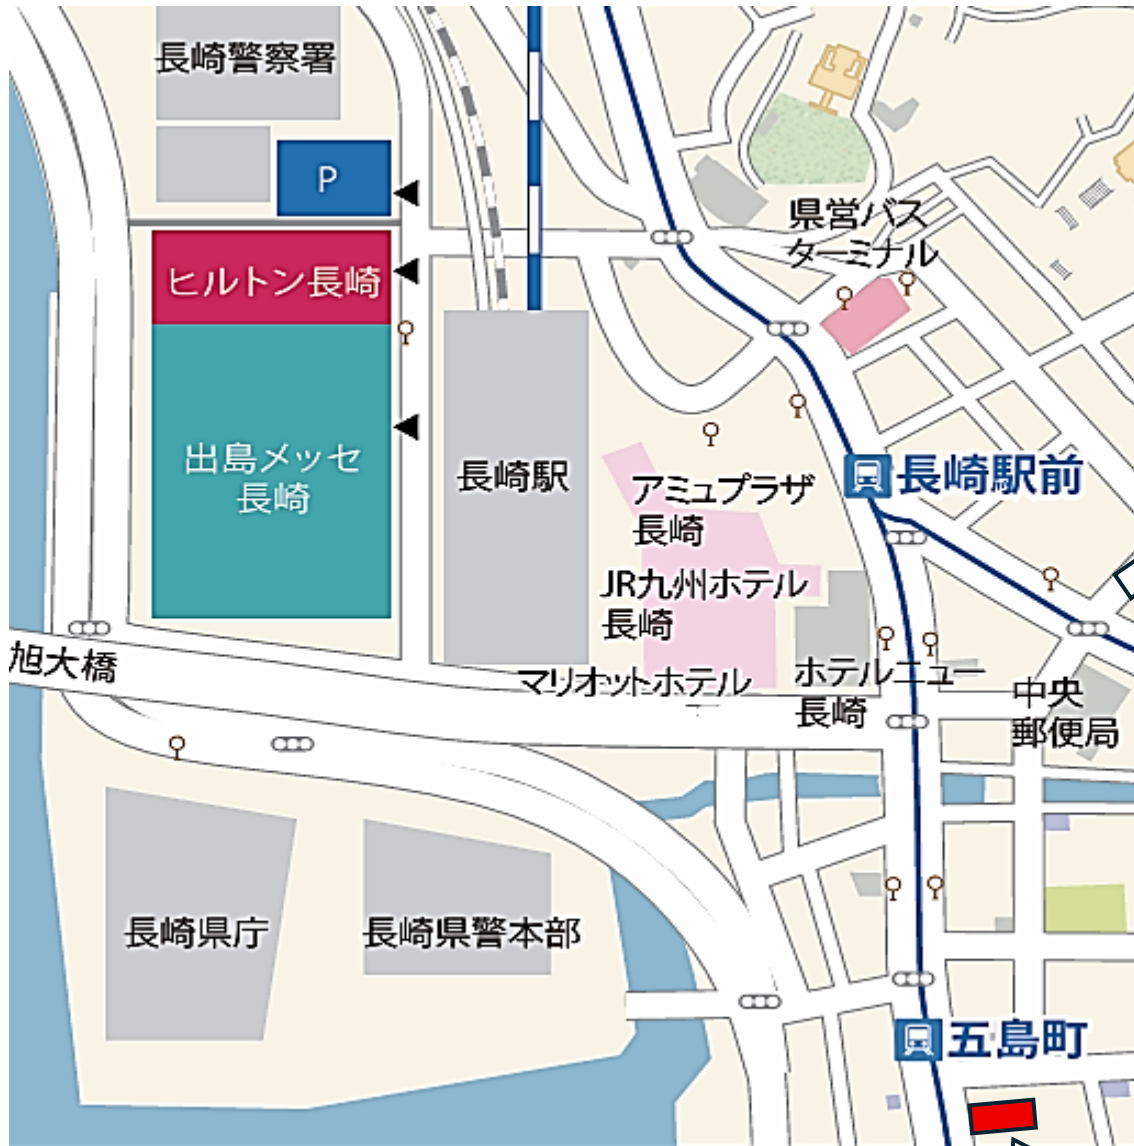 長崎警察署
P
県営バス
ターミナル
ヒルトン長崎
出島メッセ
長崎
長崎駅
アミュプラザ
長崎
長崎駅前
JR九州ホテル
長崎
旭大橋
マリオットホテル
ホテルニュー
長崎
中央
郵便局
長崎県庁
長崎県警本部
五島町